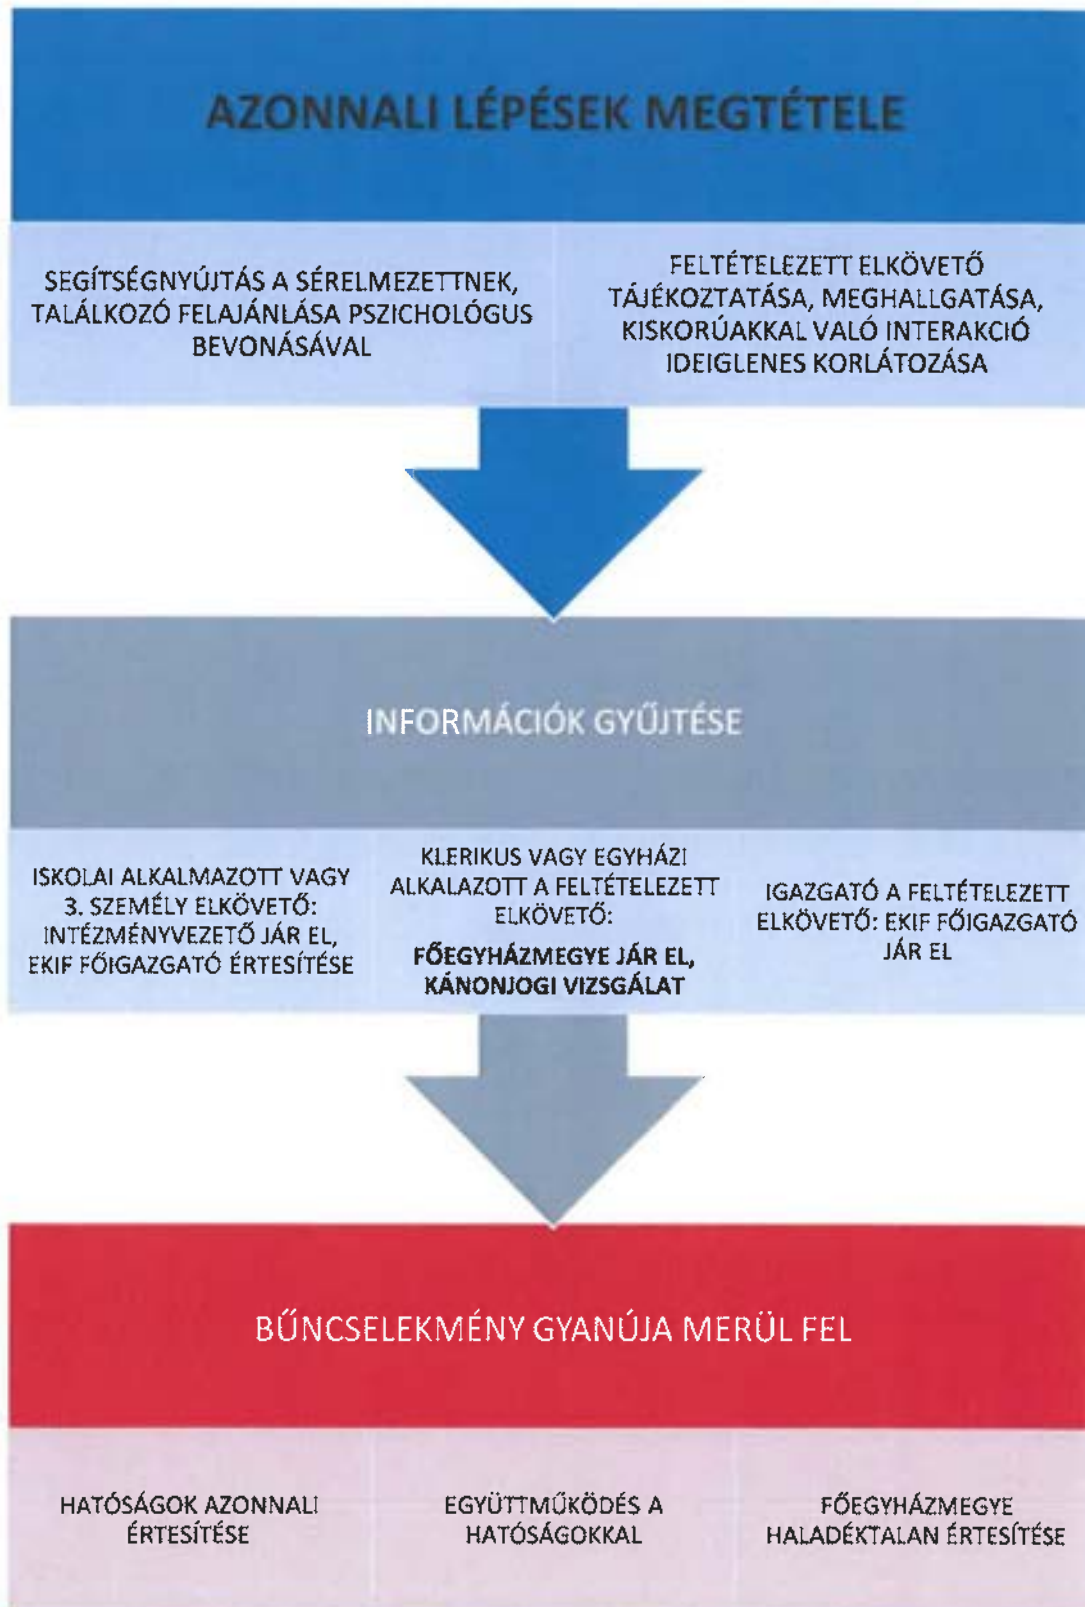 AZONNALI LÉPÉSEK MEGTÉTELE
SEGÍTSÉGNYÚJTÁS A SÉRELMEZETTNEK,
TALÁLKOZÓ FELAJÁNLÁSA PSZICHOLÓGUS
BEVONÁSÁVAL
FELTÉTELEZETT ELKÖVETŐ
TÁJÉKOZTATÁSA, MEGHALLGATÁSA,
KISKORÚAKKAL VALÓ INTERAKCIÓ
IDEIGLENES KORLÁTOZÁSA
INFORMÁCIÓK GYŰJTÉSE
ISKOLAI ALKALMAZOTT VAGY
3. SZEMÉLY ELKÖVETŐ:
INTÉZMÉNYVEZETŐ JÁR EL,
EKIF FŐIGAZGATÓ ÉRTESÍTÉSE
KLERIKUS VAGY EGYHÁZI
ALKALAZOTT A FELTÉTELEZETT
ELKÖVETŐ:
FŐEGYHÁZMEGYE JÁR EL,
KÁNONJOGI VIZSGÁLAT
IGAZGATÓ A FELTÉTELEZETT
ELKÖVETŐ: EKIF FŐIGAZGATÓ
JÁR EL
BŰNCSELEKMÉNY GYANÚJA MERÜL FEL
HATÓSÁGOK AZONNALI
ÉRTESÍTÉSE
EGYÜTTMŰKÖDÉS A
HATÓSÁGOKKAL
FŐEGYHÁZMEGYE
HALADÉKTALAN ÉRTESÍTÉSE